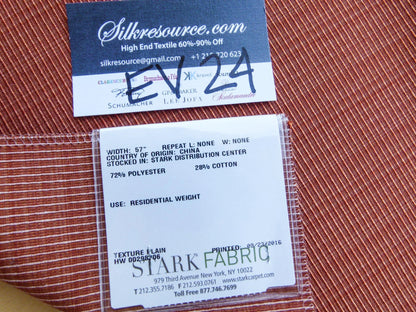 Silkresource.com
High End Textile 60%-90% Off
silkresource@gmail.com
EV 24
SCHUMACHER
LEE JOFA
WIDTH: 57" REPEAT L: NONE W: NONE
COUNTRY OF ORIGIN: CHINA
STOCKED IN: STARK DISTRIBUTION CENTER
72% POLYESTER 28% COTTON
USE: RESIDENTIAL WEIGHT
TEXTURE PLAIN PRINTED:
STARK FABRIC
979 Third Avenue New York, NY 10022
T 212.355.7186 F 212.593.0761 www.starkcarpet.com
Toll Free 877.746.7699